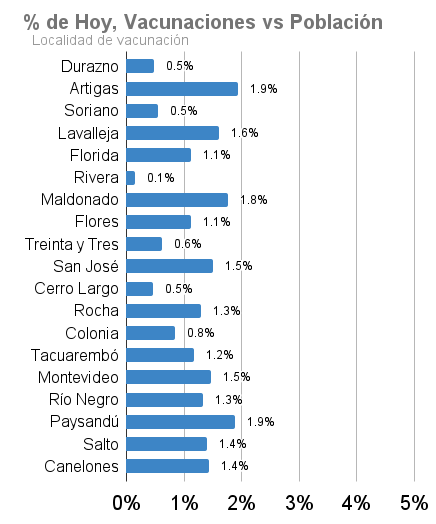 % de Hoy, Vacunaciones vs Población
Localidad de vacunación
Durazno 0.5%
Artigas 1.9%
Soriano 0.5%
Lavalleja 1.6%
Florida 1.1%
Rivera 0.1%
Maldonado 1.8%
Flores 1.1%
Treinta y Tres 0.6%
San José 1.5%
Cerro Largo 0.5%
Rocha 1.3%
Colonia 0.8%
Tacuarembó 1.2%
Montevideo 1.5%
Río Negro 1.3%
Paysandú 1.9%
Salto 1.4%
Canelones 1.4%
0% 1% 2% 3% 4% 5%